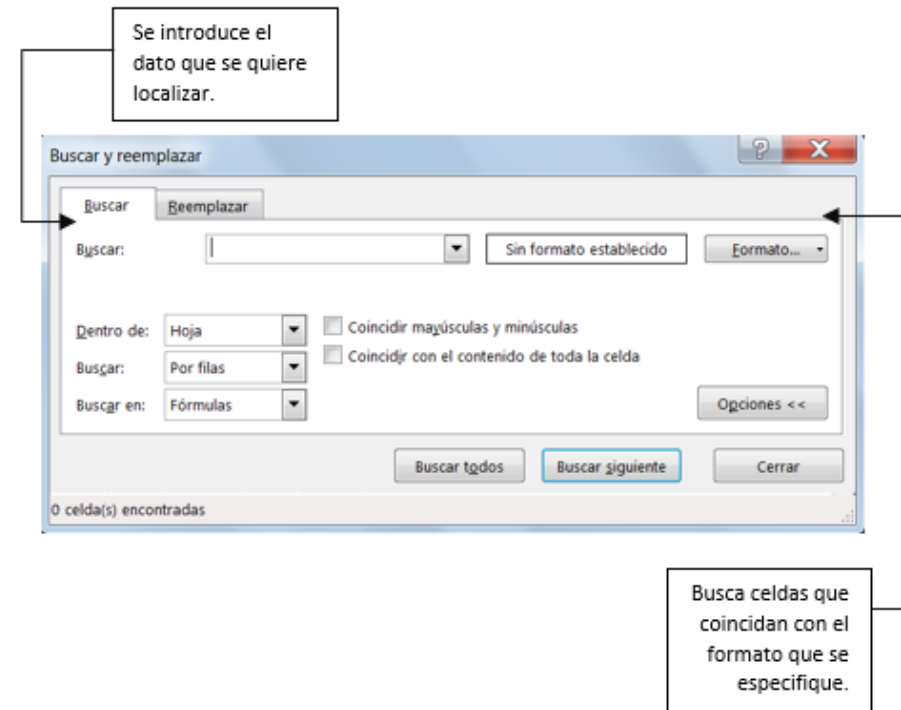 Se introduce el
dato que se quiere
localizar.
Buscar y reemplazar
Buscar
Reemplazar
Buscar:
Sin formato establecido
Formato...
Dentro de:
Hoja
Coincidir mayúsculas y minúsculas
Buscar:
Por filas
Coincidir con el contenido de toda la celda
Buscar en:
Fórmulas
Opciones <<
Buscar todos
Buscar siguiente
Cerrar
0 celda(s) encontradas
Busca celdas que
coincidan con el
formato que se
especifique.